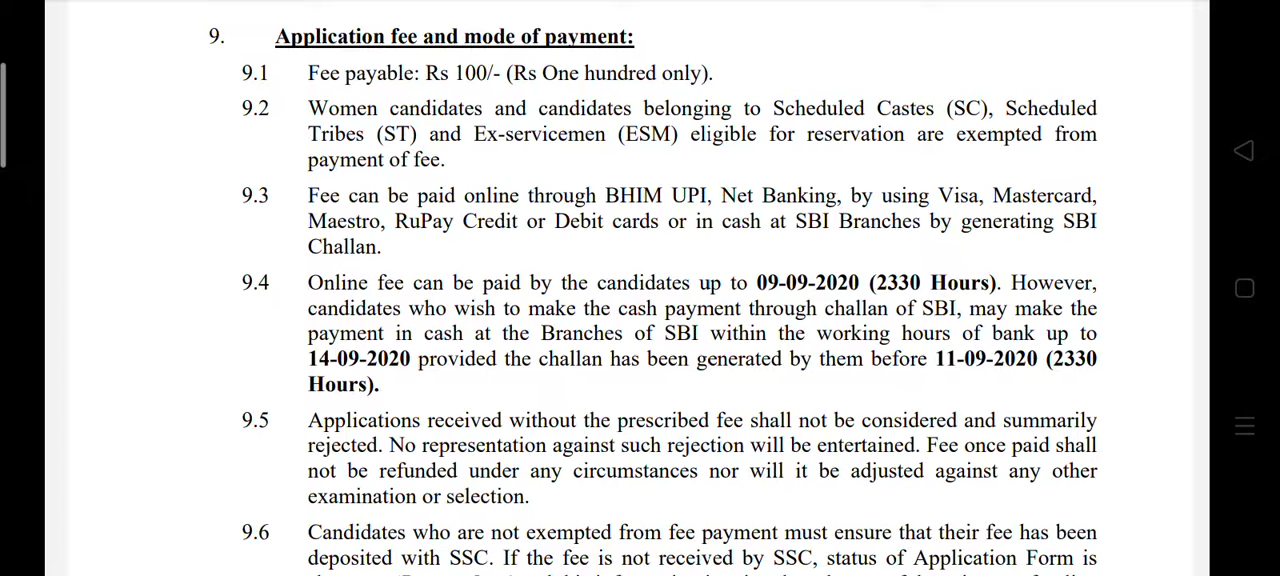 9. Application fee and mode of payment:
9.1 Fee payable: Rs 100/- (Rs One hundred only).
9.2 Women candidates and candidates belonging to Scheduled Castes (SC), Scheduled
Tribes (ST) and Ex-servicemen (ESM) eligible for reservation are exempted from
payment of fee.
9.3 Fee can be paid online through BHIM UPI, Net Banking, by using Visa, Mastercard,
Maestro, RuPay Credit or Debit cards or in cash at SBI Branches by generating SBI
Challan.
9.4 Online fee can be paid by the candidates up to 09-09-2020 (2330 Hours). However,
candidates who wish to make the cash payment through challan of SBI, may make the
payment in cash at the Branches of SBI within the working hours of bank up to
14-09-2020 provided the challan has been generated by them before 11-09-2020 (2330
Hours).
9.5 Applications received without the prescribed fee shall not be considered and summarily
rejected. No representation against such rejection will be entertained. Fee once paid shall
not be refunded under any circumstances nor will it be adjusted against any other
examination or selection.
9.6 Candidates who are not exempted from fee payment must ensure that their fee has been
deposited with SSC. If the fee is not received by SSC, status of Application Form is